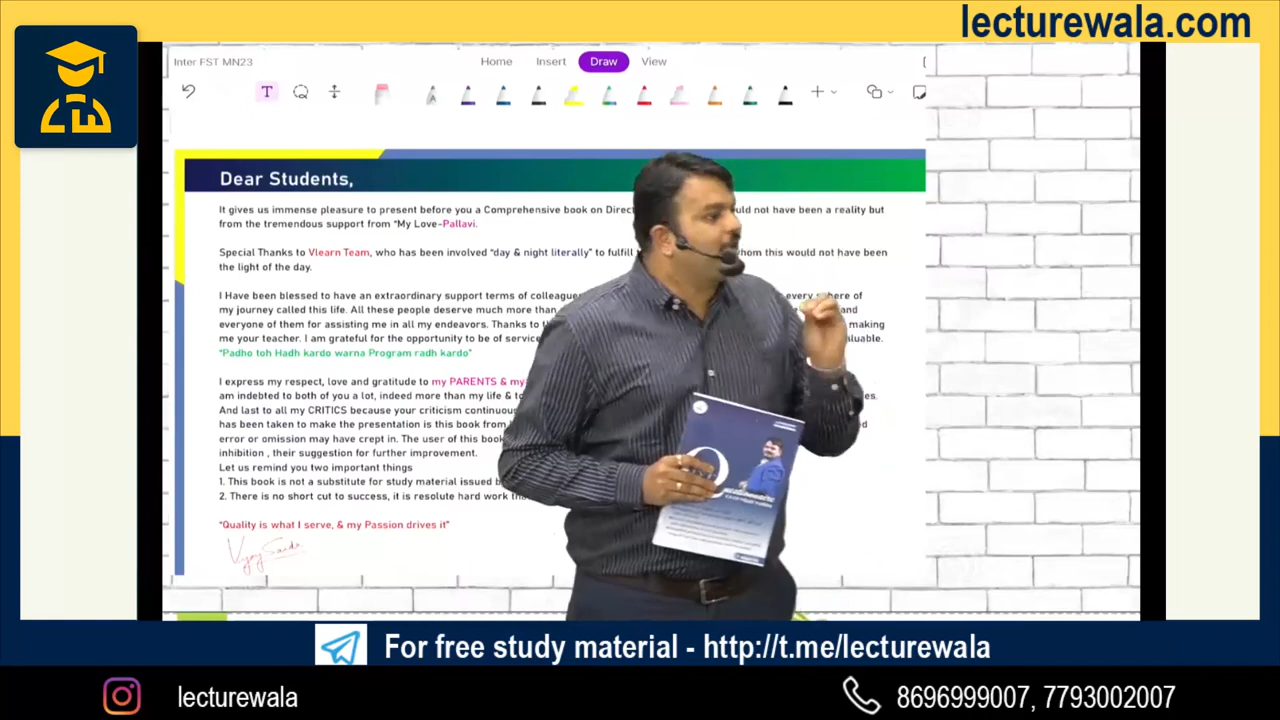 lecturewala.com
Inter FST MN23
Home Insert Draw View
Dear Students,
It gives us immense pleasure to present before you a Comprehensive book on Direct uld not have been a reality but
from the tremendous support from “My Love-Pallavi.
Special Thanks to Vlearn Team, who has been involved “day & night literally” to fulfill whom this would not have been
the light of the day.
I Have been blessed to have an extraordinary support terms of colleague every sphere of
my journey called this life. All these people deserve much more than and
everyone of them for assisting me in all my endeavors. Thanks to making
me your teacher. I am grateful for the opportunity to be of service aluable.
“Padho toh Hadh kardo warna Program radh kardo”
I express my respect, love and gratitude to my PARENTS & my
am indebted to both of you a lot, indeed more than my life & es.
And last to all my CRITICS because your criticism continuous
has been taken to make the presentation is this book from ed
error or omission may have crept in. The user of this book
inhibition , their suggestion for further improvement.
Let us remind you two important things
1. This book is not a substitute for study material issued b
2. There is no short cut to success, it is resolute hard work
“Quality is what I serve, & my Passion drives it”
For free study material - http://t.me/lecturewala
lecturewala
8696999007, 7793002007